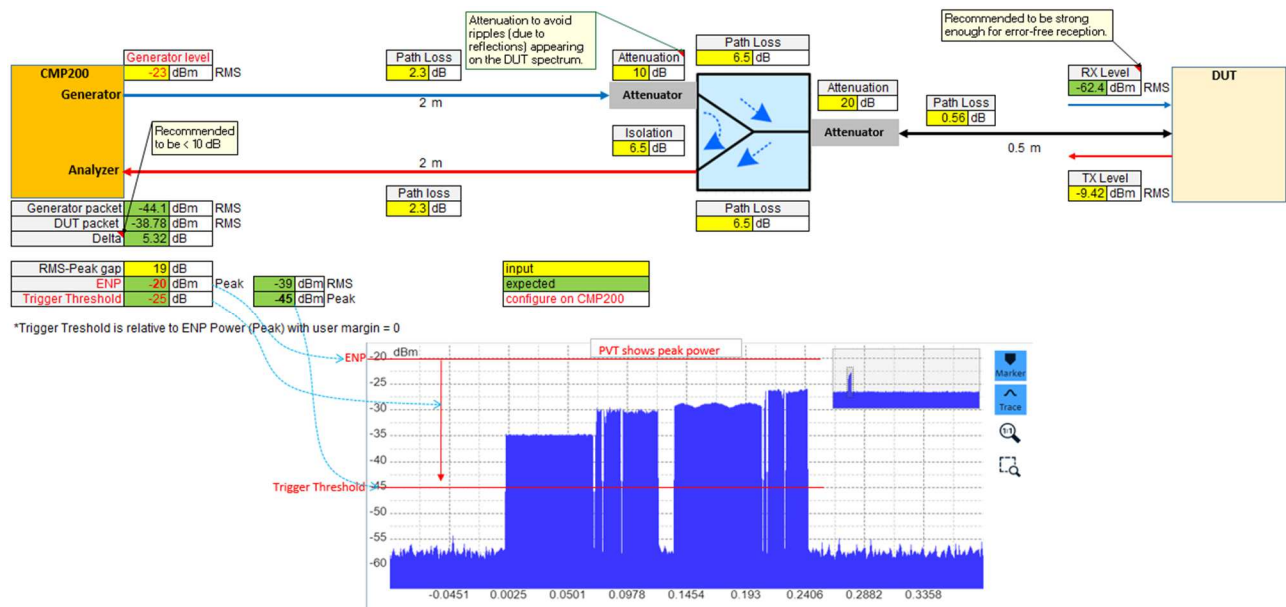 Attenuation to avoid
ripples (due to
reflections) appearing
on the DUT spectrum.
Recommended to be strong
enough for error-free reception.
Generator level
-23 dBm RMS
Path Loss
2.3 dB
Attenuation
10 dB
Path Loss
6.5 dB
RX Level
-62.4 dBm RMS
CMP200
Generator
Analyzer
2 m
Attenuator
Attenuation
20 dB
Attenuator
Path Loss
0.56 dB
0.5 m
DUT
Recommended
to be < 10 dB
Isolation
6.5 dB
2 m
TX Level
-9.42 dBm RMS
Path loss
2.3 dB
Path Loss
6.5 dB
Generator packet -44.1 dBm RMS
DUT packet -38.78 dBm RMS
Delta 5.32 dB
RMS-Peak gap 19 dB
ENP -20 dBm Peak -39 dBm RMS
Trigger Threshold -25 dB -45 dBm Peak
input
expected
configure on CMP200
*Trigger Treshold is relative to ENP Power (Peak) with user margin = 0
dBm
PVT shows peak power
ENP
Trigger Threshold
-20
-25
-30
-35
-40
-45
-50
-55
-60
-0.0451 0.0025 0.0501 0.0978 0.1454 0.193 0.2406 0.2882 0.3358
Marker
Trace
1:1